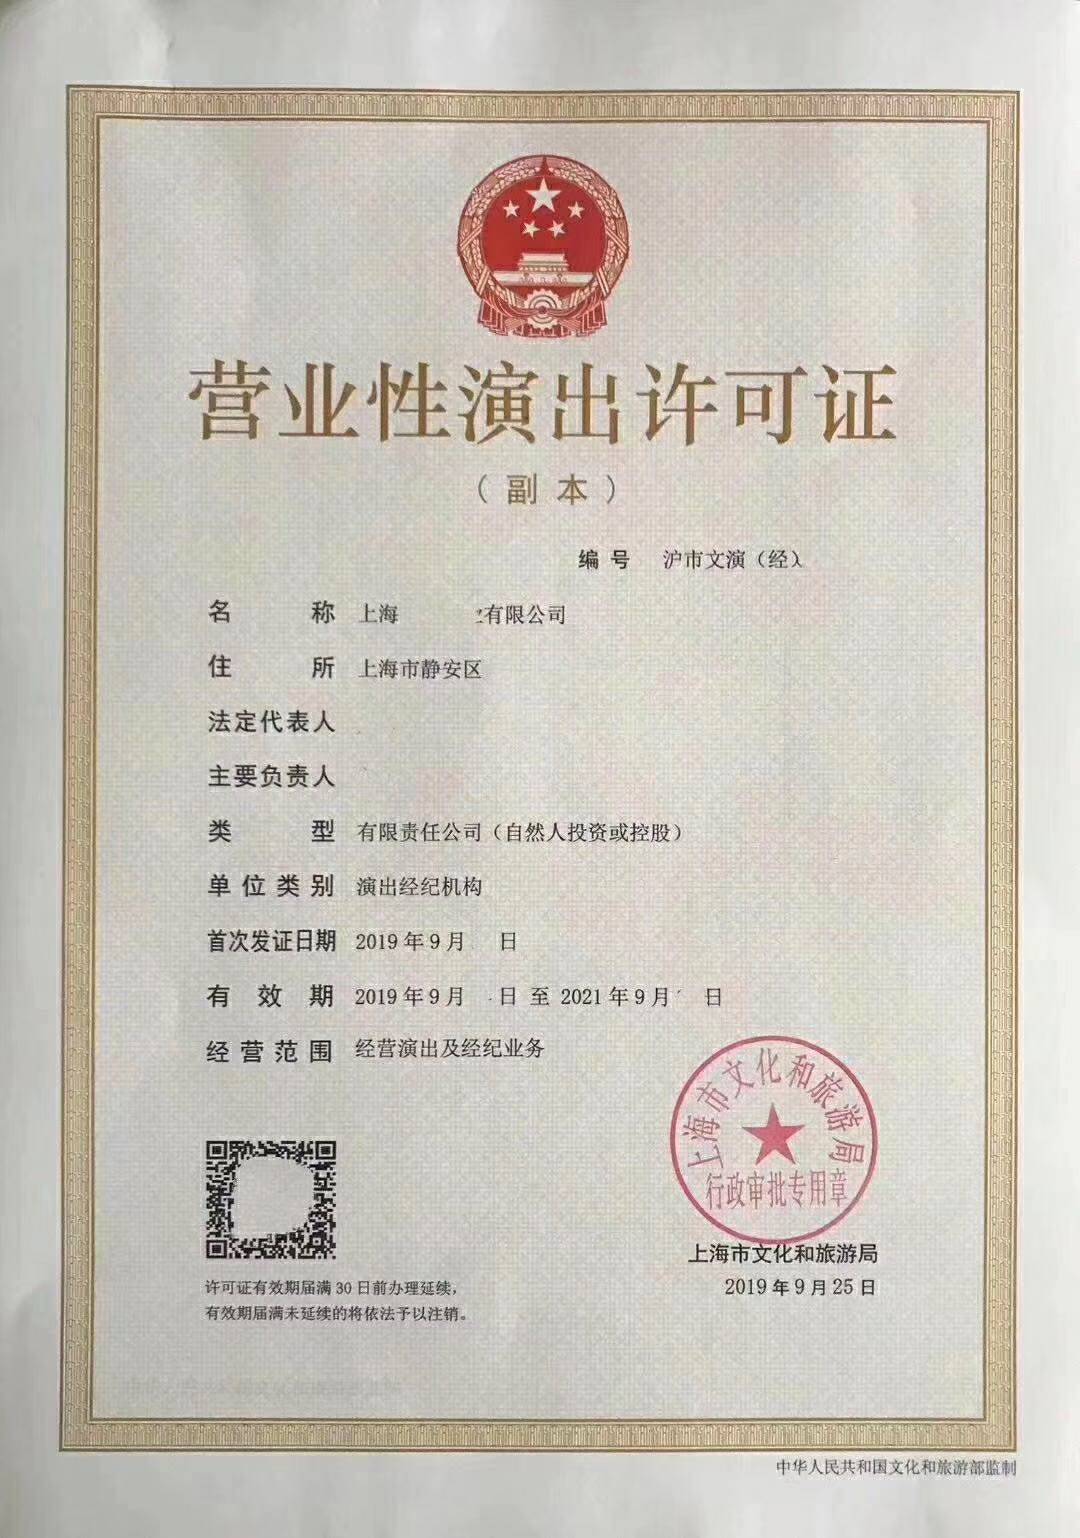 营业性演出许可证
（副本）
编号 沪市文演（经）
名称 上海 有限公司
住所 上海市静安区
法定代表人
主要负责人
类型 有限责任公司（自然人投资或控股）
单位类别 演出经纪机构
首次发证日期 2019年9月 日
有效期 2019年9月 日 至 2021年9月 日
经营范围 经营演出及经纪业务
上海市文化和旅游局
行政审批专用章
上海市文化和旅游局
2019年9月25日
许可证有效期届满30日前办理延续，
有效期届满未延续的将依法予以注销。
中华人民共和国文化和旅游部监制